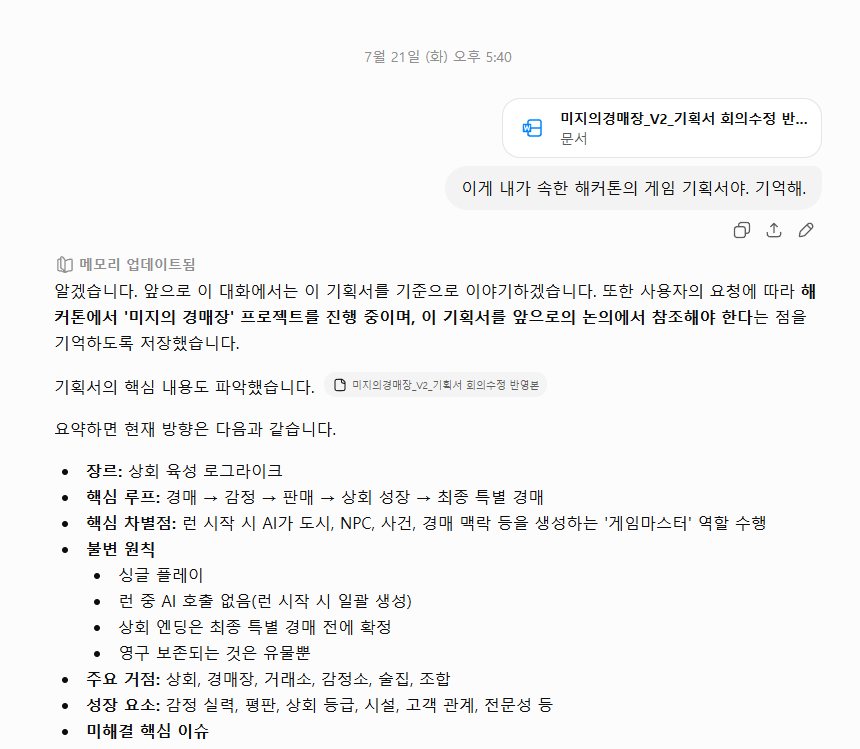 7월 21일 (화) 오후 5:40
미지의경매장_V2_기획서 회의수정 반...
문서
이게 내가 속한 해커톤의 게임 기획서야. 기억해.
메모리 업데이트됨
알겠습니다. 앞으로 이 대화에서는 이 기획서를 기준으로 이야기하겠습니다. 또한 사용자의 요청에 따라 해
커톤에서 '미지의 경매장' 프로젝트를 진행 중이며, 이 기획서를 앞으로의 논의에서 참조해야 한다는 점을
기억하도록 저장했습니다.
기획서의 핵심 내용도 파악했습니다. 미지의경매장_V2_기획서 회의수정 반영본
요약하면 현재 방향은 다음과 같습니다.
• 장르: 상회 육성 로그라이크
• 핵심 루프: 경매 → 감정 → 판매 → 상회 성장 → 최종 특별 경매
• 핵심 차별점: 런 시작 시 AI가 도시, NPC, 사건, 경매 맥락 등을 생성하는 '게임마스터' 역할 수행
• 불변 원칙
• 싱글 플레이
• 런 중 AI 호출 없음(런 시작 시 일괄 생성)
• 상회 엔딩은 최종 특별 경매 전에 확정
• 영구 보존되는 것은 유물뿐
• 주요 거점: 상회, 경매장, 거래소, 감정소, 술집, 조합
• 성장 요소: 감정 실력, 평판, 상회 등급, 시설, 고객 관계, 전문성 등
• 미해결 핵심 이슈